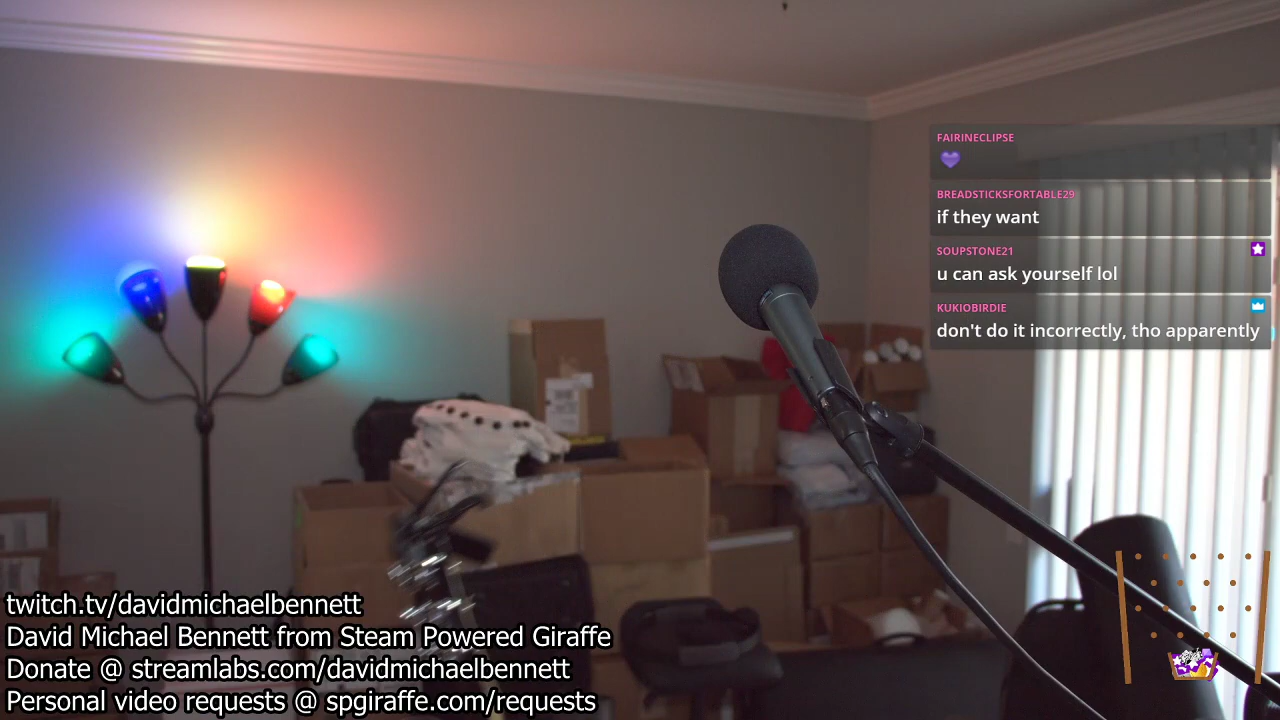 FAIRINECLIPSE
BREADSTICKSFORTABLE29
if they want
SOUPSTONE21
u can ask yourself lol
KUKIOBIRDIE
don't do it incorrectly, tho apparently
twitch.tv/davidmichaelbennett
David Michael Bennett from Steam Powered Giraffe
Donate @ streamlabs.com/davidmichaelbennett
Personal video requests @ spgiraffe.com/requests